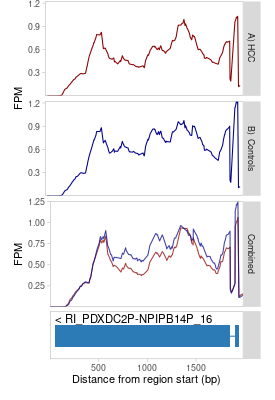 1.2
0.9
0.6
0.3
FPM
A) HCC
1.2
0.9
0.6
0.3
FPM
B) Controls
1.25
1.00
0.75
0.50
0.25
FPM
Combined
< RI_PDXDC2P-NPIPB14P_16
500
1000
1500
Distance from region start (bp)